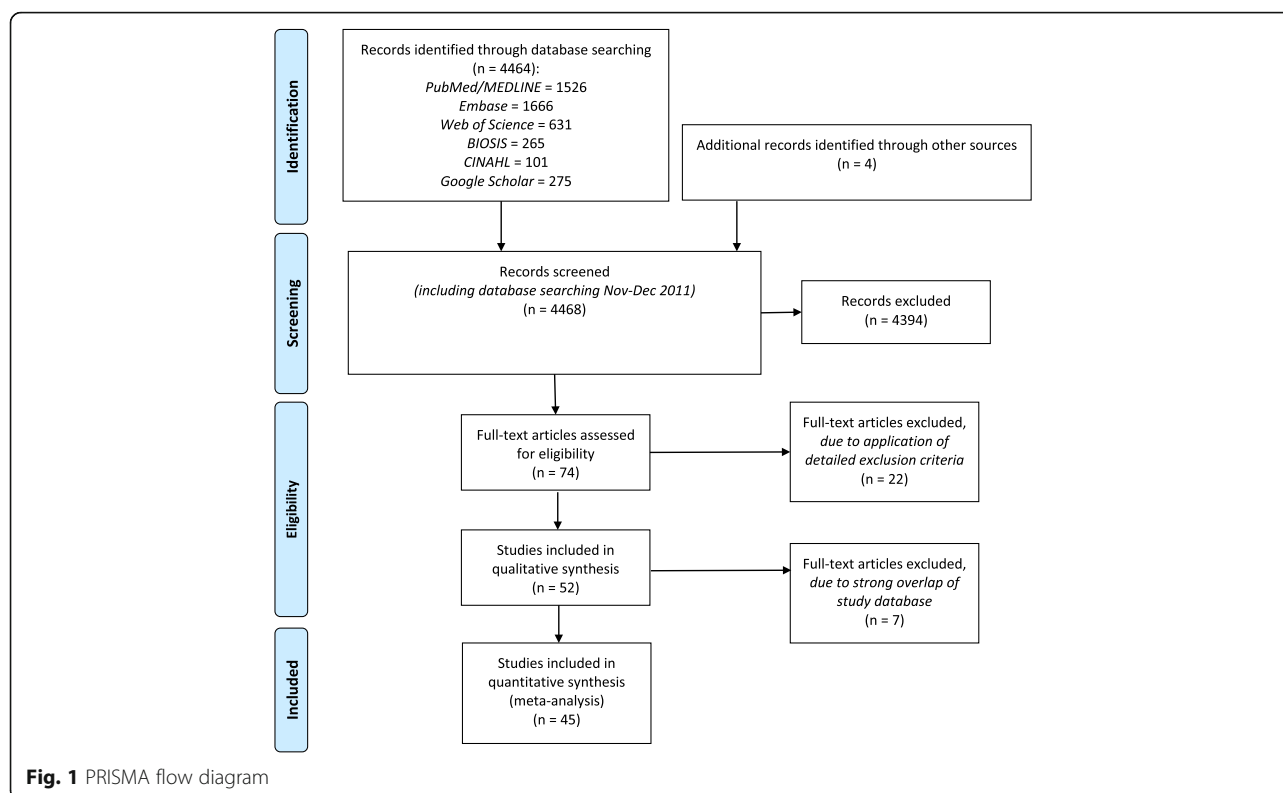 Identification
Records identified through database searching
(n = 4464):
PubMed/MEDLINE = 1526
Embase = 1666
Web of Science = 631
BIOSIS = 265
CINAHL = 101
Google Scholar = 275
Additional records identified through other sources
(n = 4)
Screening
Records screened
(including database searching Nov-Dec 2011)
(n = 4468)
Records excluded
(n = 4394)
Eligibility
Full-text articles assessed
for eligibility
(n = 74)
Full-text articles excluded,
due to application of
detailed exclusion criteria
(n = 22)
Studies included in
qualitative synthesis
(n = 52)
Full-text articles excluded,
due to strong overlap of
study database
(n = 7)
Included
Studies included in
quantitative synthesis
(meta-analysis)
(n = 45)
Fig. 1 PRISMA flow diagram